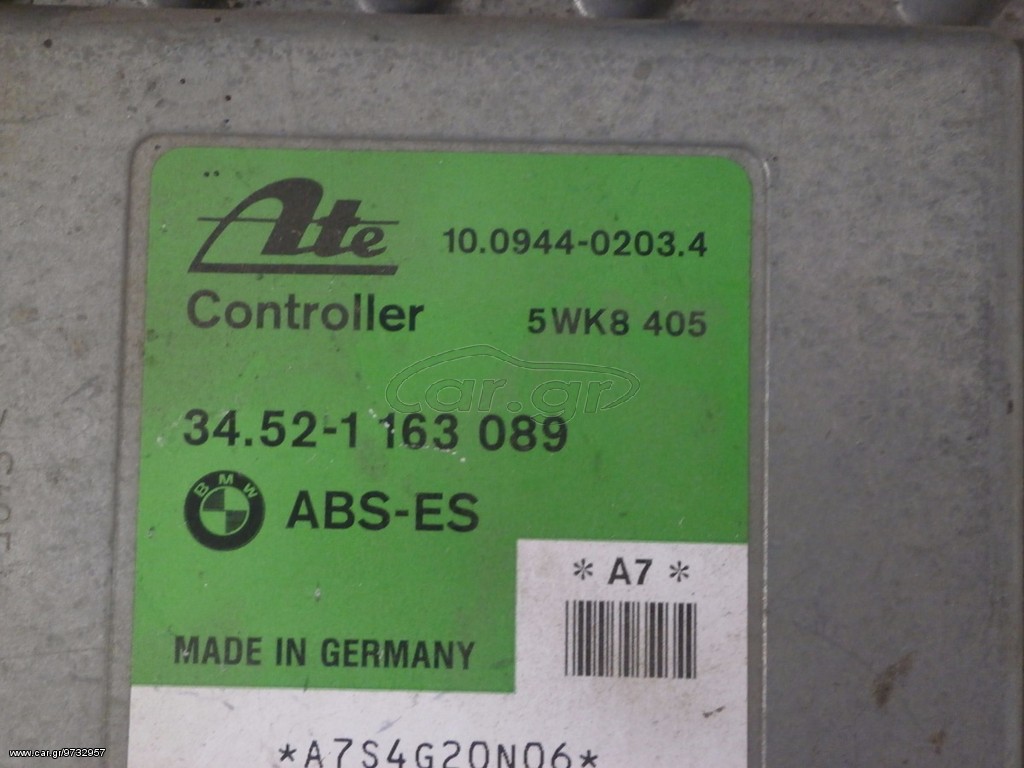 Ate
10.0944-0203.4
Controller
5WK8 405
car.gr
34.52-1 163 089
BMW
ABS-ES
* A7 *
MADE IN GERMANY
*A7S4G20N06*
www.car.gr/9732957